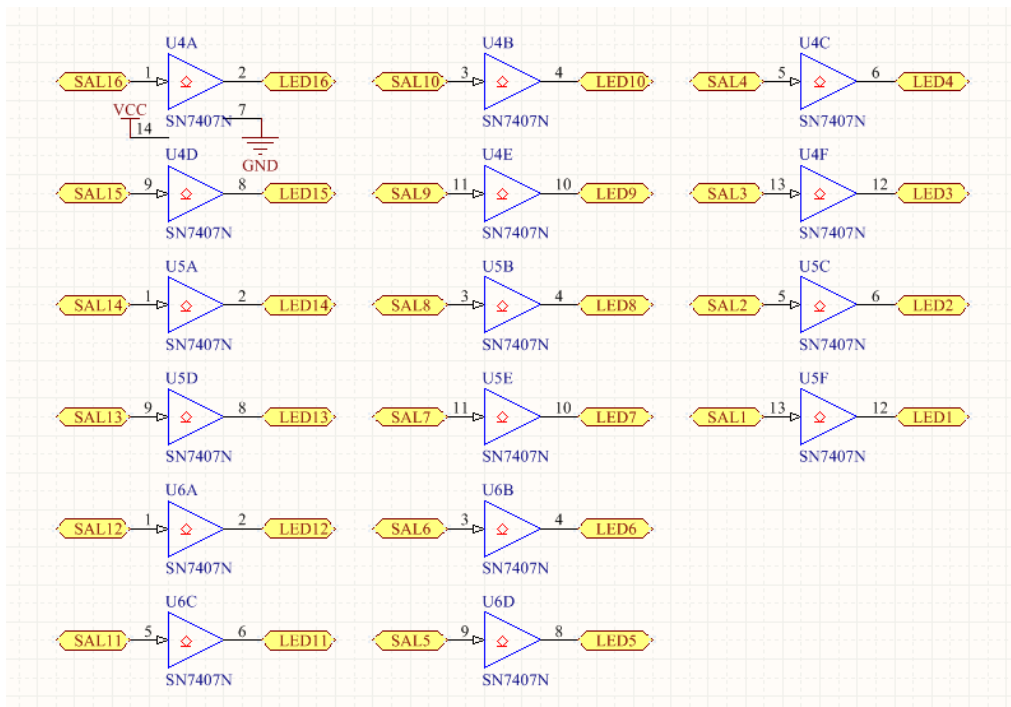 U4A U4B U4C
SAL16 1 2 LED16 SAL10 3 4 LED10 SAL4 5 6 LED4
VCC 7
SN7407N SN7407N SN7407N
14
GND
U4D U4E U4F
SAL15 9 8 LED15 SAL9 11 10 LED9 SAL3 13 12 LED3
SN7407N SN7407N SN7407N
U5A U5B U5C
SAL14 1 2 LED14 SAL8 3 4 LED8 SAL2 5 6 LED2
SN7407N SN7407N SN7407N
U5D U5E U5F
SAL13 9 8 LED13 SAL7 11 10 LED7 SAL1 13 12 LED1
SN7407N SN7407N SN7407N
U6A U6B
SAL12 1 2 LED12 SAL6 3 4 LED6
SN7407N SN7407N
U6C U6D
SAL11 5 6 LED11 SAL5 9 8 LED5
SN7407N SN7407N